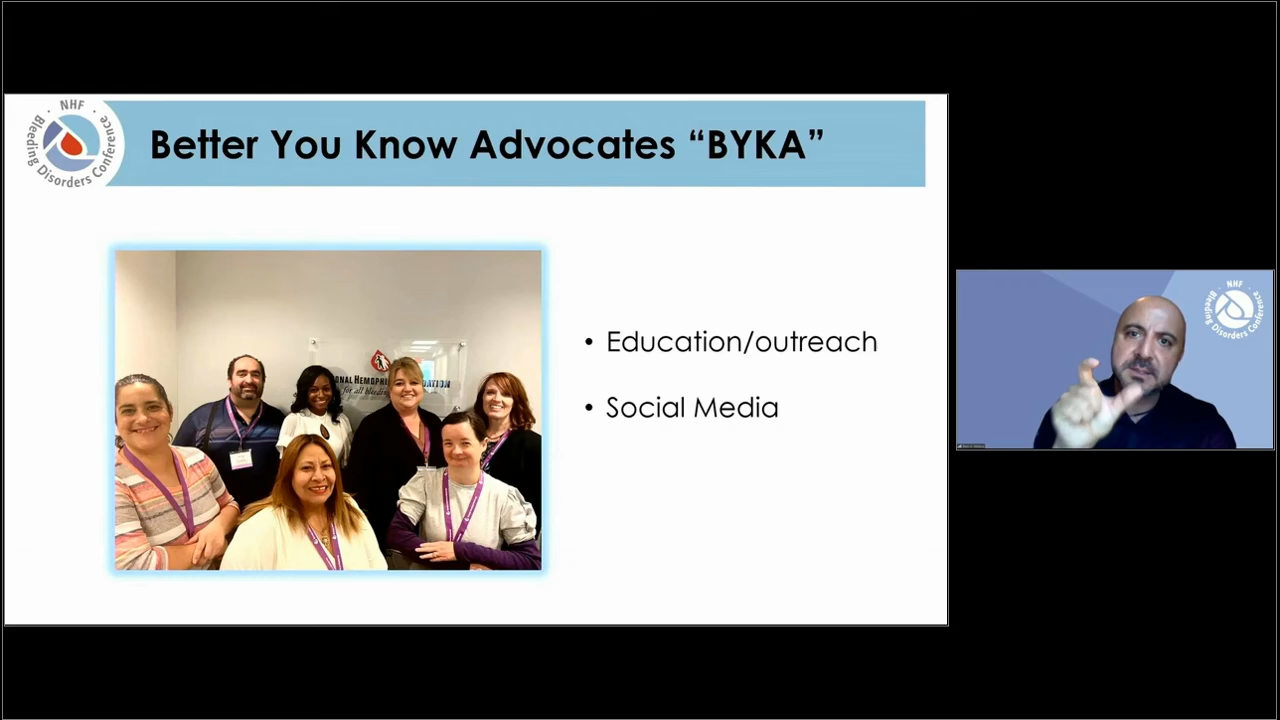 NHF
Bleeding Disorders Conference
Better You Know Advocates “BYKA”
• Education/outreach
• Social Media
NHF
Bleeding Disorders Conference